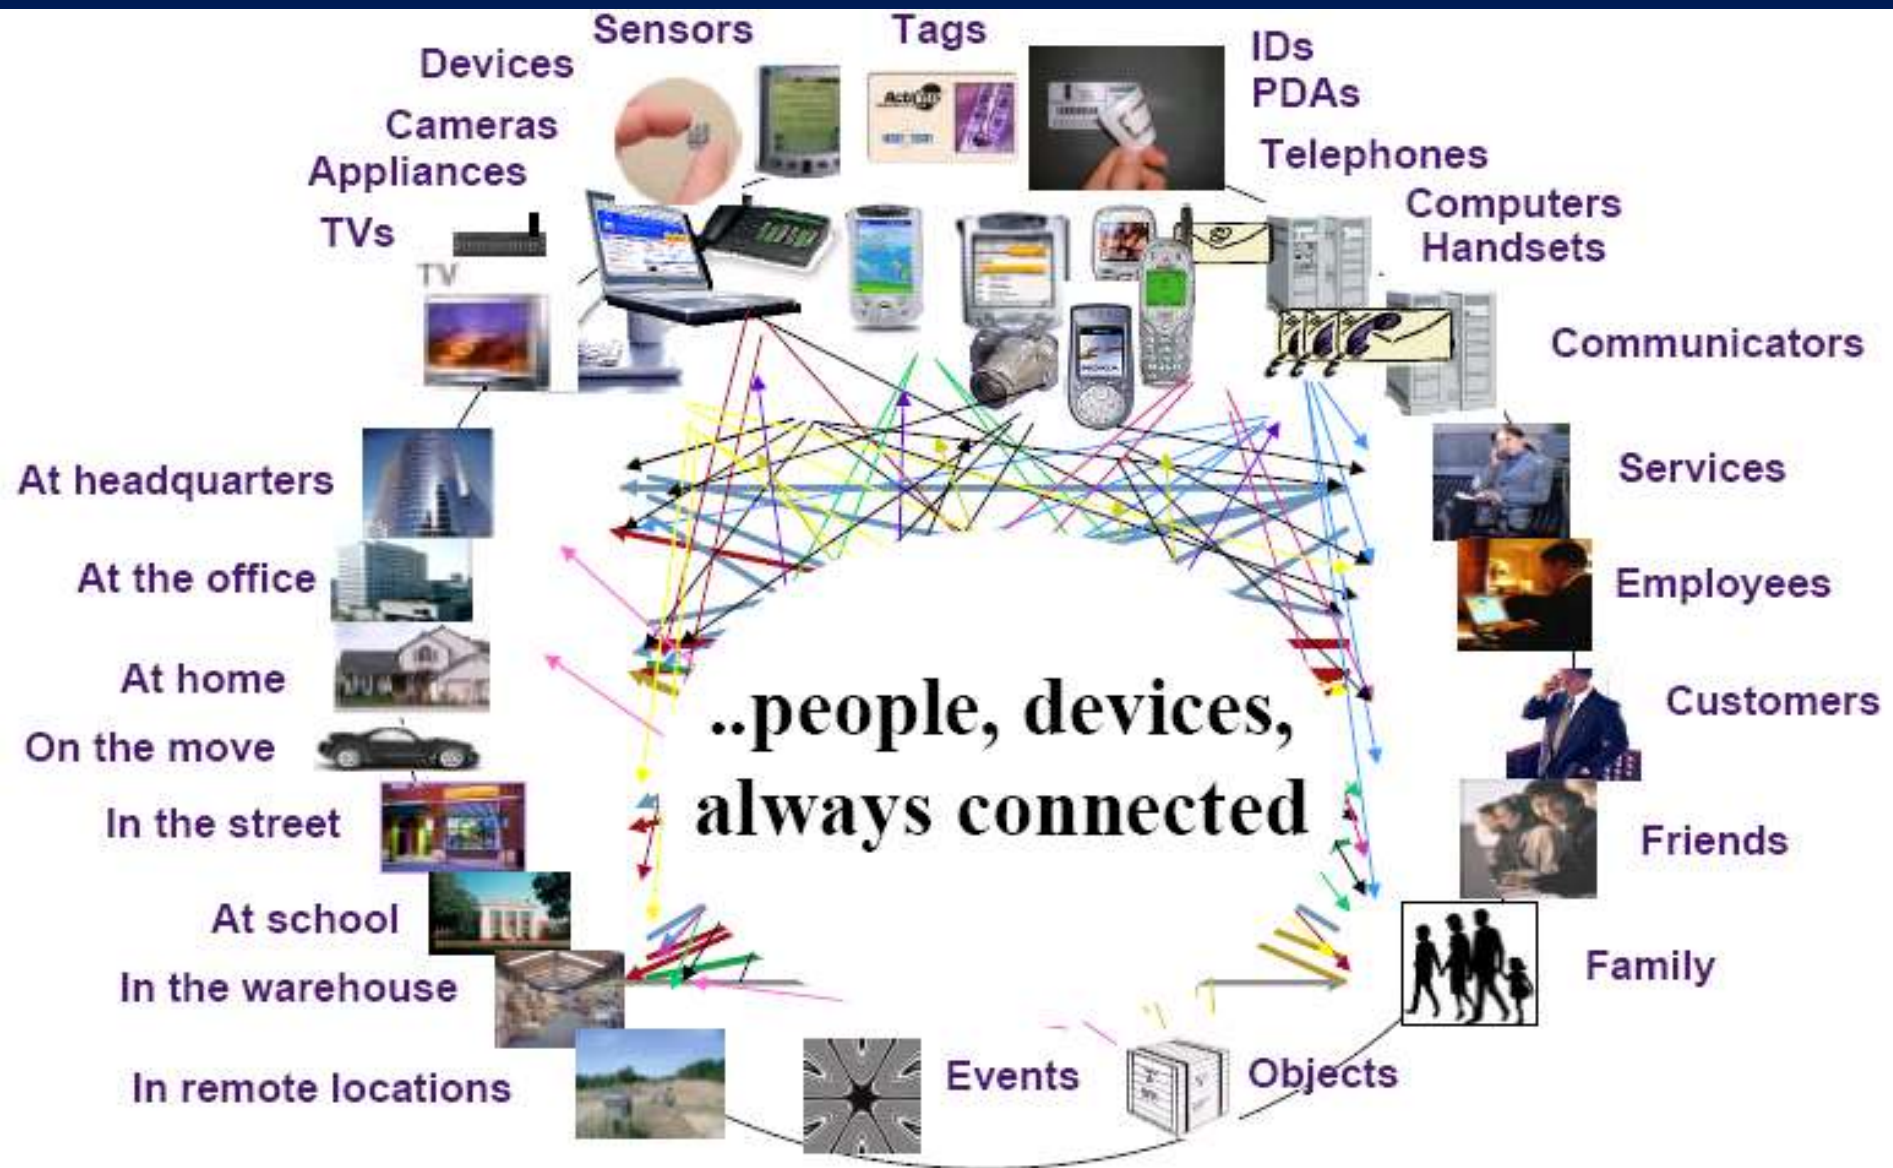 Sensors
Tags
IDs
Devices
PDAs
Cameras
Telephones
Appliances
Computers
TVs
Handsets
TV
Communicators
NOKIA
At headquarters
Services
At the office
Employees
At home
Customers
On the move
..people, devices,
always connected
In the street
Friends
At school
Family
In the warehouse
In remote locations
Events
Objects